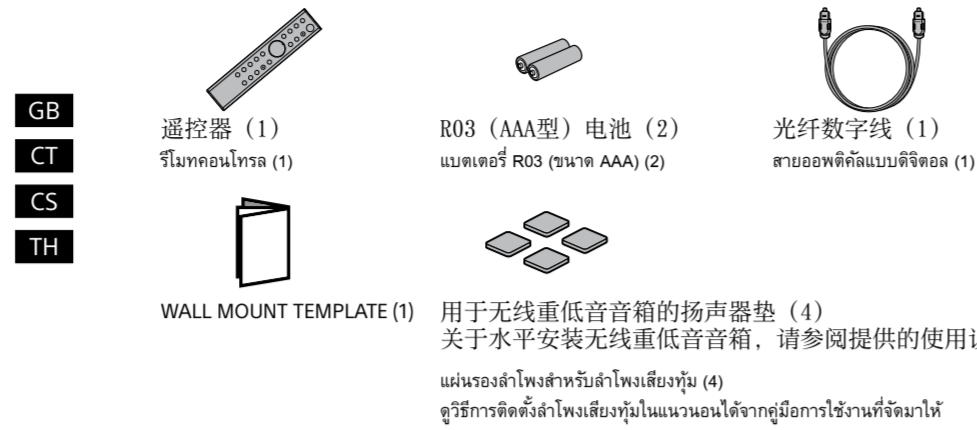 GB
CT
CS
TH
遥控器（1）
รีโมทคอนโทรล (1)
R03（AAA型）电池（2）
แบตเตอรี่ R03 (ขนาด AAA) (2)
光纤数字线（1）
สายออพติคัลแบบดิจิตอล (1)
WALL MOUNT TEMPLATE (1)
用于无线重低音音箱的扬声器垫（4）
关于水平安装无线重低音音箱，请参阅提供的使用
แผ่นรองลำโพงสำหรับลำโพงเสียงทุ้ม (4)
ดูวิธีการติดตั้งลำโพงเสียงทุ้มในแนวนอนได้จากคู่มือการใช้งานที่จัดมาให้